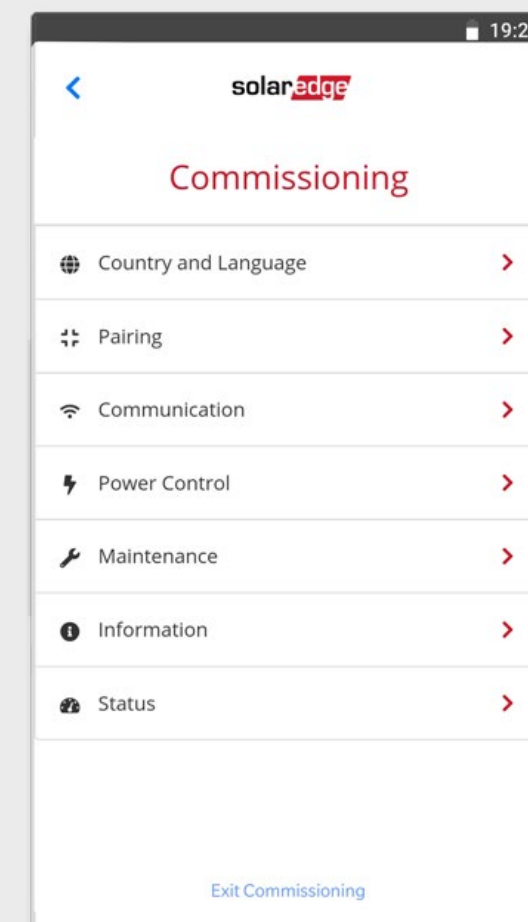 19:2
solaredge
Commissioning
Country and Language
Pairing
Communication
Power Control
Maintenance
Information
Status
Exit Commissioning